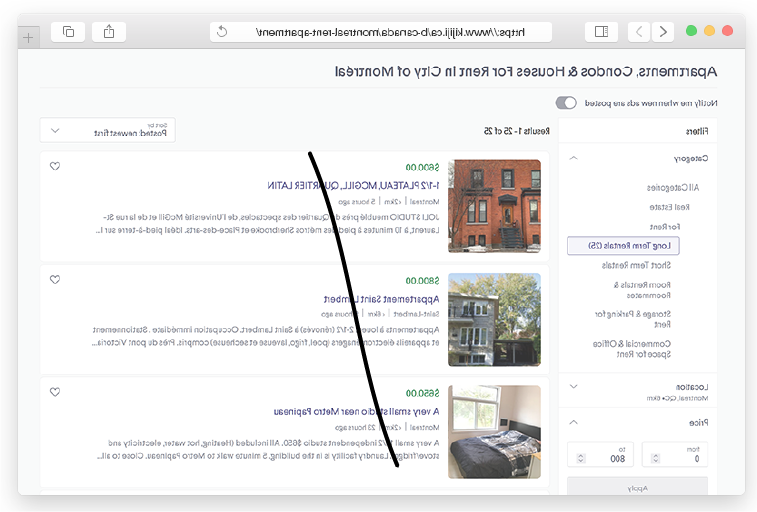 https://www.kijiji.ca/b/c-canada/montreal-rent-apartment/
Apartments, Condos & Houses For Rent in City of Montréal
Notify me when new ads are posted
Filters
Category
All Categories
Real Estate
For Rent
Long Term Rentals (25)
Short Term Rentals
Room Rentals &
Roommates
Storage & Parking for
Rent
Commercial & Office
Space for Rent
Location
Montreal, QC • 6km
Price
from
0
to
800
Apply
Results 1 - 25 of 25
Sort by
Posted: newest first
$600.00
1-1/2 PLATEAU, MCGILL, QUARTIER LATIN
Montréal | <2km | 5 hours ago
JOLI STUDIO meublé près du Quartier des spectacles, de l'Université McGill et de la rue St-
Laurent, à 10 minutes à pied des métros Sherbrooke et Place-des-arts. Idéal pied-à-terre sur l...
$800.00
Appartement Saint Lambert
Saint-Lambert | <6km | hours ago
Appartement à louer 2-1/2 (rénovés) à Saint Lambert, Occupation immédiate . Stationnement
et appareils électroménagers (poel, frigo, laveuse et secheuse) compris. Près du pont Victoria...
$650.00
A very small studio near Metro Papineau
Montréal | <2km | 23 hours ago
A very small 1 1/2 independent studio $650. All included (Heating, hot water, electricity and
stove/fridge). Laundry facility is in the building, 5 minute walk to Metro Papineau. Close to all...